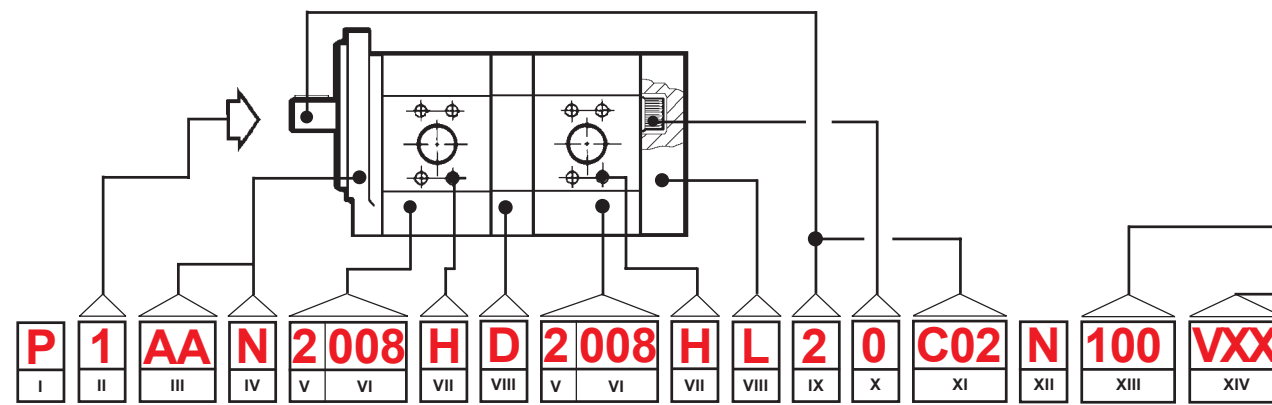 P 1 AA N 2 008 H D 2 008 H L 2 0 C02 N 100 VXX
I II III IV V VI VII VIII V VI VII VIII IX X XI XII XIII XIV